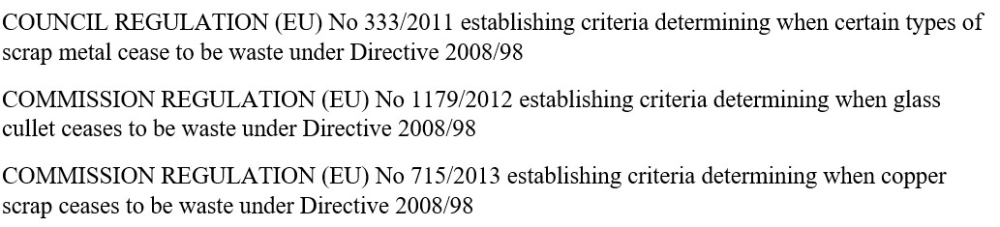 COUNCIL REGULATION (EU) No 333/2011 establishing criteria determining when certain types of
scrap metal cease to be waste under Directive 2008/98
COMMISSION REGULATION (EU) No 1179/2012 establishing criteria determining when glass
cullet ceases to be waste under Directive 2008/98
COMMISSION REGULATION (EU) No 715/2013 establishing criteria determining when copper
scrap ceases to be waste under Directive 2008/98